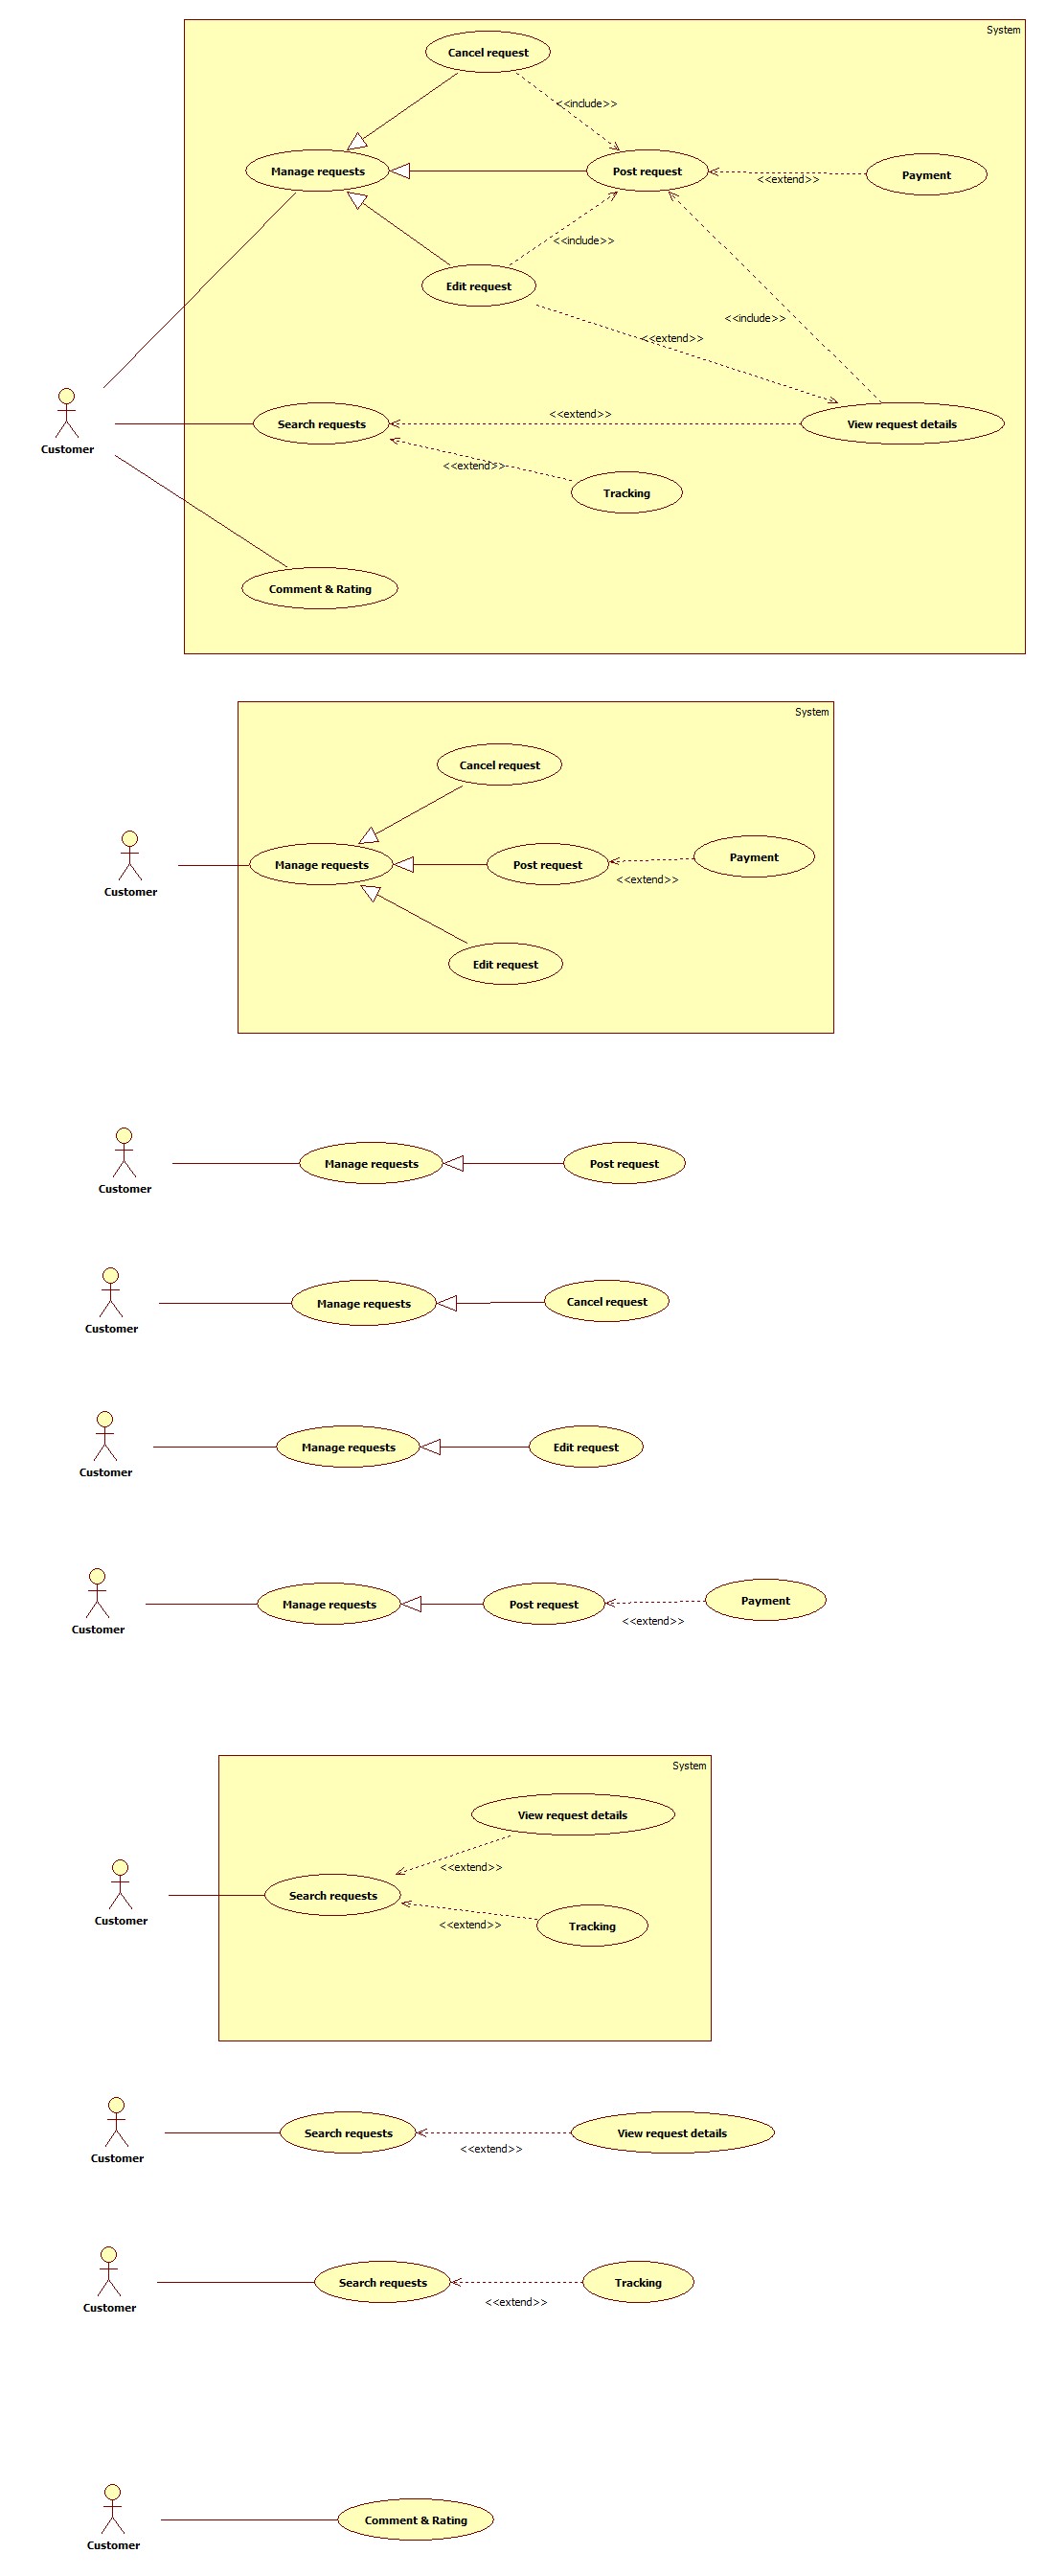 System
Cancel request
<<include>>
Manage requests
Post request
Payment
<<extend>>
<<include>>
Edit request
<<include>>
<<extend>>
<<extend>>
Search requests
View request details
Customer
<<extend>>
Tracking
Comment & Rating
System
Cancel request
Manage requests
Post request
Payment
<<extend>>
Customer
Edit request
Manage requests
Post request
Customer
Manage requests
Cancel request
Customer
Manage requests
Edit request
Customer
Manage requests
Post request
Payment
<<extend>>
Customer
System
View request details
<<extend>>
Search requests
Customer
<<extend>>
Tracking
Search requests
View request details
<<extend>>
Customer
Search requests
Tracking
<<extend>>
Customer
Comment & Rating
Customer